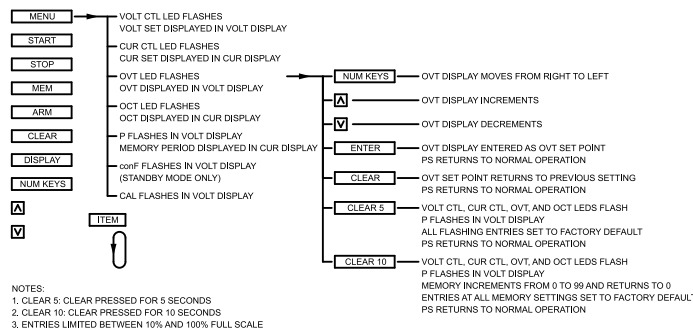 MENU
START
STOP
MEM
ARM
CLEAR
DISPLAY
NUM KEYS
VOLT CTL LED FLASHES
VOLT SET DISPLAYED IN VOLT DISPLAY
CUR CTL LED FLASHES
CUR SET DISPLAYED IN CUR DISPLAY
OVT LED FLASHES
OVT DISPLAYED IN VOLT DISPLAY
OCT LED FLASHES
OCT DISPLAYED IN CUR DISPLAY
P FLASHES IN VOLT DISPLAY
MEMORY PERIOD DISPLAYED IN CUR DISPLAY
conF FLASHES IN VOLT DISPLAY
(STANDBY MODE ONLY)
CAL FLASHES IN VOLT DISPLAY
ITEM
NUM KEYS OVT DISPLAY MOVES FROM RIGHT TO LEFT
OVT DISPLAY INCREMENTS
OVT DISPLAY DECREMENTS
ENTER OVT DISPLAY ENTERED AS OVT SET POINT
PS RETURNS TO NORMAL OPERATION
CLEAR OVT SET POINT RETURNS TO PREVIOUS SETTING
PS RETURNS TO NORMAL OPERATION
CLEAR 5 VOLT CTL, CUR CTL, OVT, AND OCT LEDS FLASH
P FLASHES IN VOLT DISPLAY
ALL FLASHING ENTRIES SET TO FACTORY DEFAULT
PS RETURNS TO NORMAL OPERATION
CLEAR 10 VOLT CTL, CUR CTL, OVT, AND OCT LEDS FLASH
P FLASHES IN VOLT DISPLAY
MEMORY INCREMENTS FROM 0 TO 99 AND RETURNS TO 0
ENTRIES AT ALL MEMORY SETTINGS SET TO FACTORY DEFAULT
PS RETURNS TO NORMAL OPERATION
NOTES:
1. CLEAR 5: CLEAR PRESSED FOR 5 SECONDS
2. CLEAR 10: CLEAR PRESSED FOR 10 SECONDS
3. ENTRIES LIMITED BETWEEN 10% AND 100% FULL SCALE